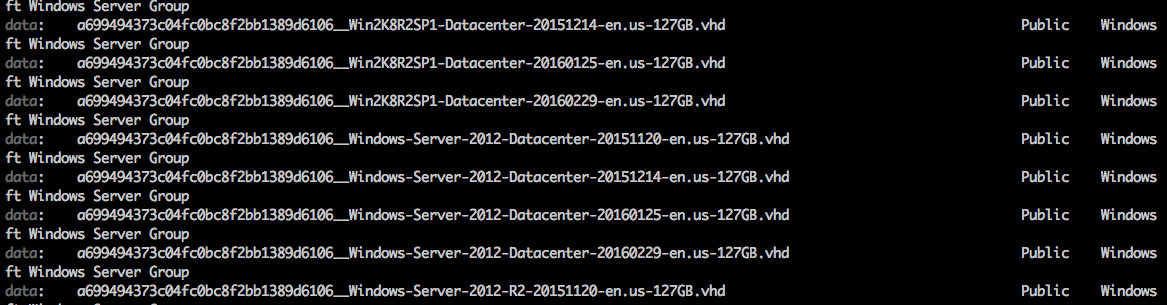 ft Windows Server Group
data: a699494373c04fc0bc8f2bb1389d6106__Win2K8R2SP1-Datacenter-20151214-en.us-127GB.vhd Public Windows
ft Windows Server Group
data: a699494373c04fc0bc8f2bb1389d6106__Win2K8R2SP1-Datacenter-20160125-en.us-127GB.vhd Public Windows
ft Windows Server Group
data: a699494373c04fc0bc8f2bb1389d6106__Win2K8R2SP1-Datacenter-20160229-en.us-127GB.vhd Public Windows
ft Windows Server Group
data: a699494373c04fc0bc8f2bb1389d6106__Windows-Server-2012-Datacenter-20151120-en.us-127GB.vhd Public Windows
ft Windows Server Group
data: a699494373c04fc0bc8f2bb1389d6106__Windows-Server-2012-Datacenter-20151214-en.us-127GB.vhd Public Windows
ft Windows Server Group
data: a699494373c04fc0bc8f2bb1389d6106__Windows-Server-2012-Datacenter-20160125-en.us-127GB.vhd Public Windows
ft Windows Server Group
data: a699494373c04fc0bc8f2bb1389d6106__Windows-Server-2012-Datacenter-20160229-en.us-127GB.vhd Public Windows
ft Windows Server Group
data: a699494373c04fc0bc8f2bb1389d6106__Windows-Server-2012-R2-20151120-en.us-127GB.vhd Public Windows